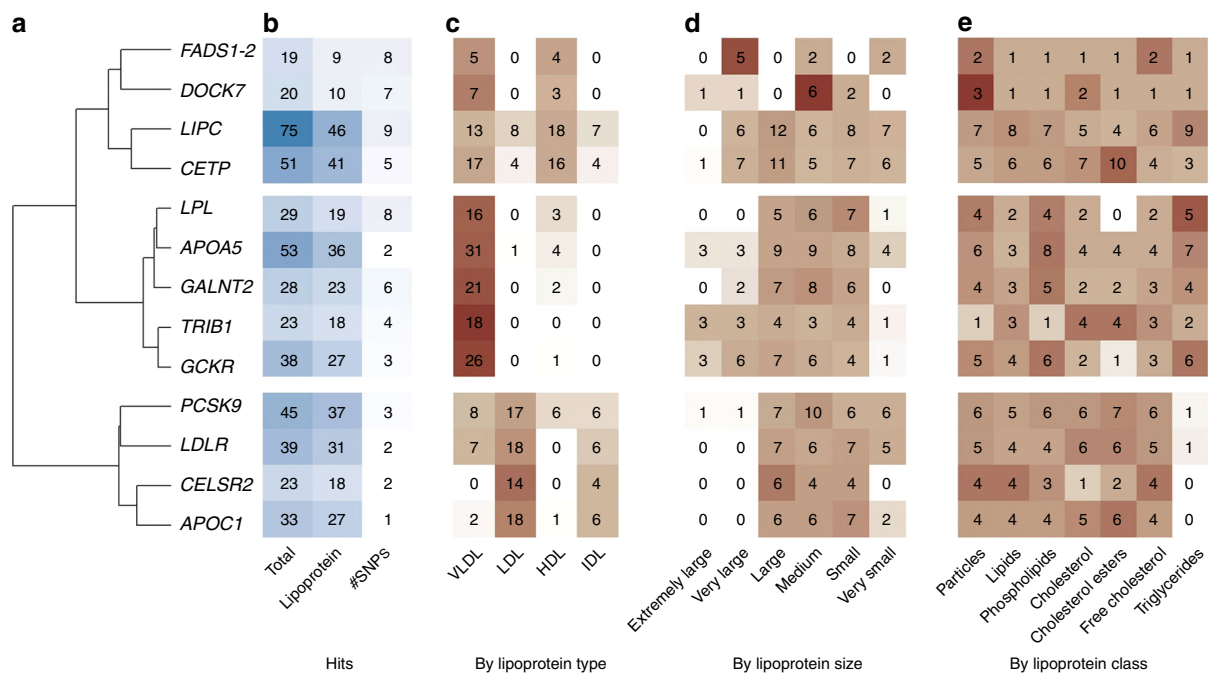 a b c d e
FADS1-2 19 9 8 5 0 4 0 0 5 0 2 0 2 2 1 1 1 1 2 1
DOCK7 20 10 7 7 0 3 0 1 1 0 6 2 0 3 1 1 2 1 1 1
LIPC 75 46 9 13 8 18 7 0 6 12 6 8 7 7 8 7 5 4 6 9
CETP 51 41 5 17 4 16 4 1 7 11 5 7 6 5 6 6 7 10 4 3
LPL 29 19 8 16 0 3 0 0 0 5 6 7 1 4 2 4 2 0 2 5
APOA5 53 36 2 31 1 4 0 3 3 9 9 8 4 6 3 8 4 4 4 7
GALNT2 28 23 6 21 0 2 0 0 2 7 8 6 0 4 3 5 2 2 3 4
TRIB1 23 18 4 18 0 0 0 3 3 4 3 4 1 1 3 1 4 4 3 2
GCKR 38 27 3 26 0 1 0 3 6 7 6 4 1 5 4 6 2 1 3 6
PCSK9 45 37 3 8 17 6 6 1 1 7 10 6 6 6 5 6 6 7 6 1
LDLR 39 31 2 7 18 0 6 0 0 7 6 7 5 5 4 4 6 6 5 1
CELSR2 23 18 2 0 14 0 4 0 0 6 4 4 0 4 4 3 1 2 4 0
APOC1 33 27 1 2 18 1 6 0 0 6 6 7 2 4 4 4 5 6 4 0
Total Lipoprotein #SNPs VLDL LDL HDL IDL Extremely large Very large Large Medium Small Very small Particles Lipids Phospholipids Cholesterol Cholesterol esters Free cholesterol Triglycerides
Hits By lipoprotein type By lipoprotein size By lipoprotein class